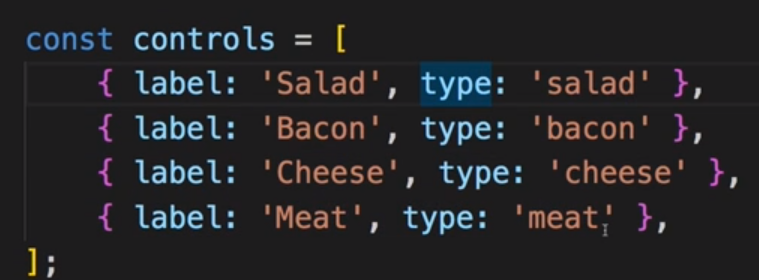 const controls = [
    { label: 'Salad', type: 'salad' },
    { label: 'Bacon', type: 'bacon' },
    { label: 'Cheese', type: 'cheese' },
    { label: 'Meat', type: 'meat' },
];